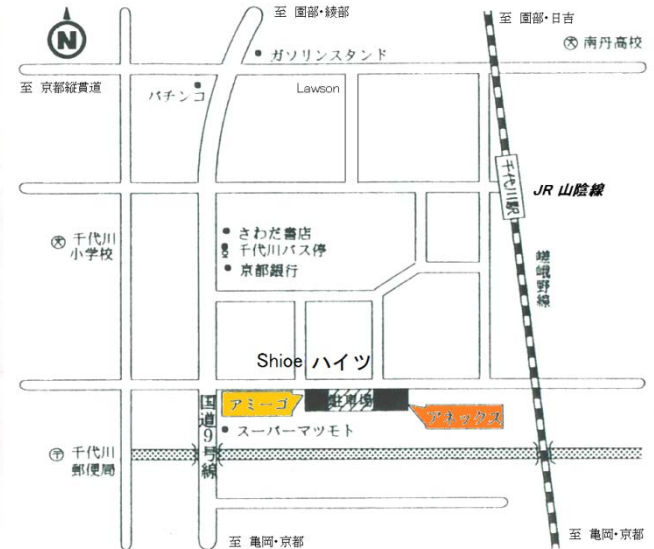 至 園部・綾部
至 園部・日吉
N
ガソリンスタンド
南丹高校
至 京都縦貫道
パチンコ
Lawson
千代川駅
JR 山陰線
さわだ書店
千代川
小学校
千代川バス停
京都銀行
嵯峨野線
Shioe ハイツ
アミーゴ
駐車場
アネックス
国道9号線
スーパーマツモト
〒 千代川
郵便局
至 亀岡・京都
至 亀岡・京都